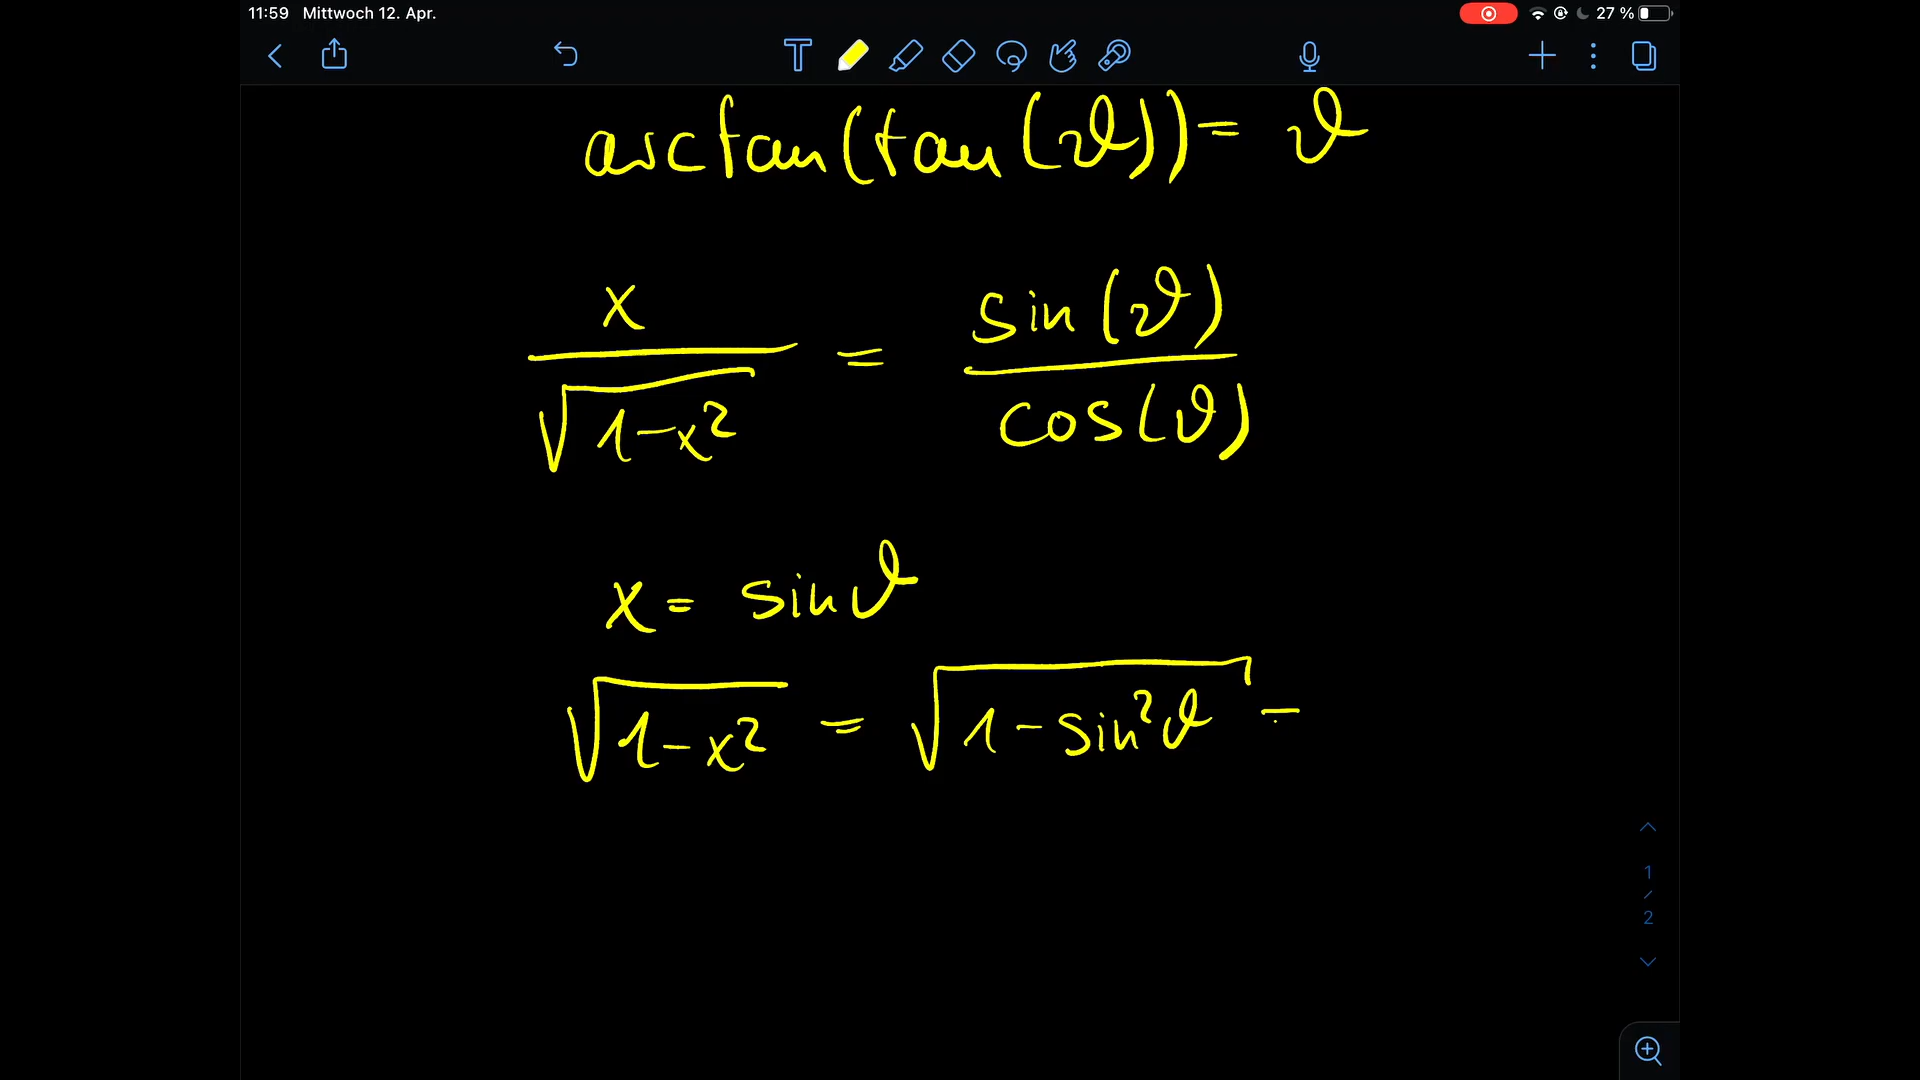 11:59 Mittwoch 12. Apr. 27 %
arctan(tan(ϑ)) = ϑ
x / √(1-x²) = sin(ϑ) / cos(ϑ)
x = sin ϑ
√(1-x²) = √(1-sin²ϑ) =
1
/
2